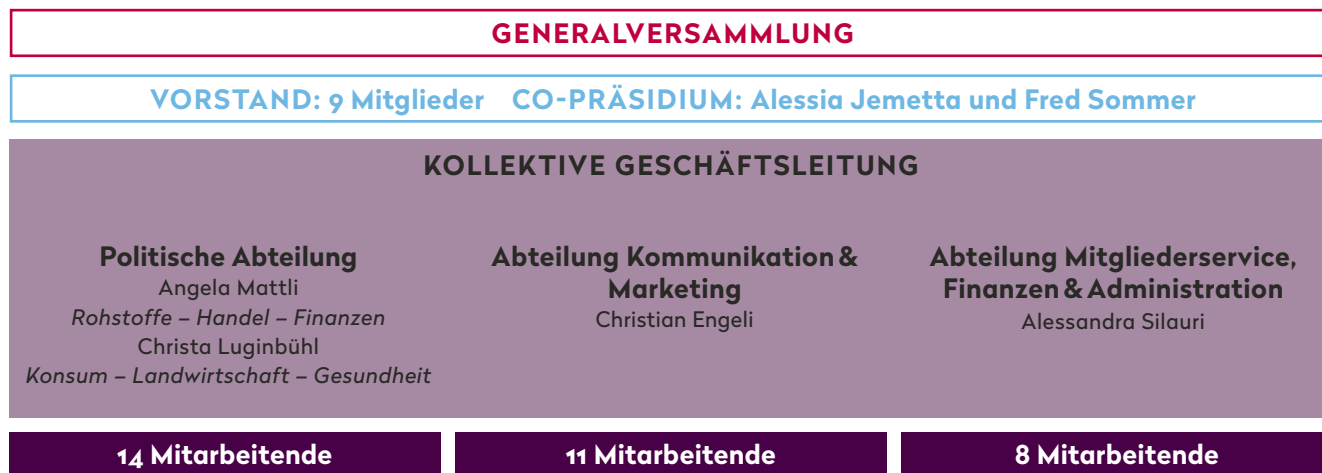 GENERALVERSAMMLUNG
VORSTAND: 9 Mitglieder CO-PRÄSIDIUM: Alessia Jemetta und Fred Sommer
KOLLEKTIVE GESCHÄFTSLEITUNG
Politische Abteilung
Angela Mattli
Rohstoffe – Handel – Finanzen
Christa Luginbühl
Konsum – Landwirtschaft – Gesundheit
Abteilung Kommunikation &
Marketing
Christian Engeli
Abteilung Mitgliederservice,
Finanzen & Administration
Alessandra Silauri
14 Mitarbeitende
11 Mitarbeitende
8 Mitarbeitende